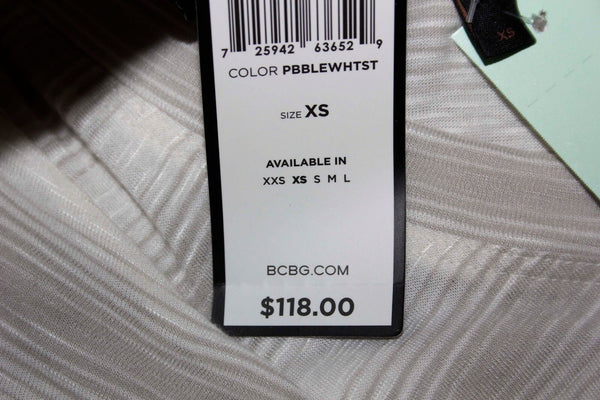 XS
7 25942 63652 9
COLOR PBBLEWHTST
SIZE XS
AVAILABLE IN
XXS XS S M L
BCBG.COM
$118.00